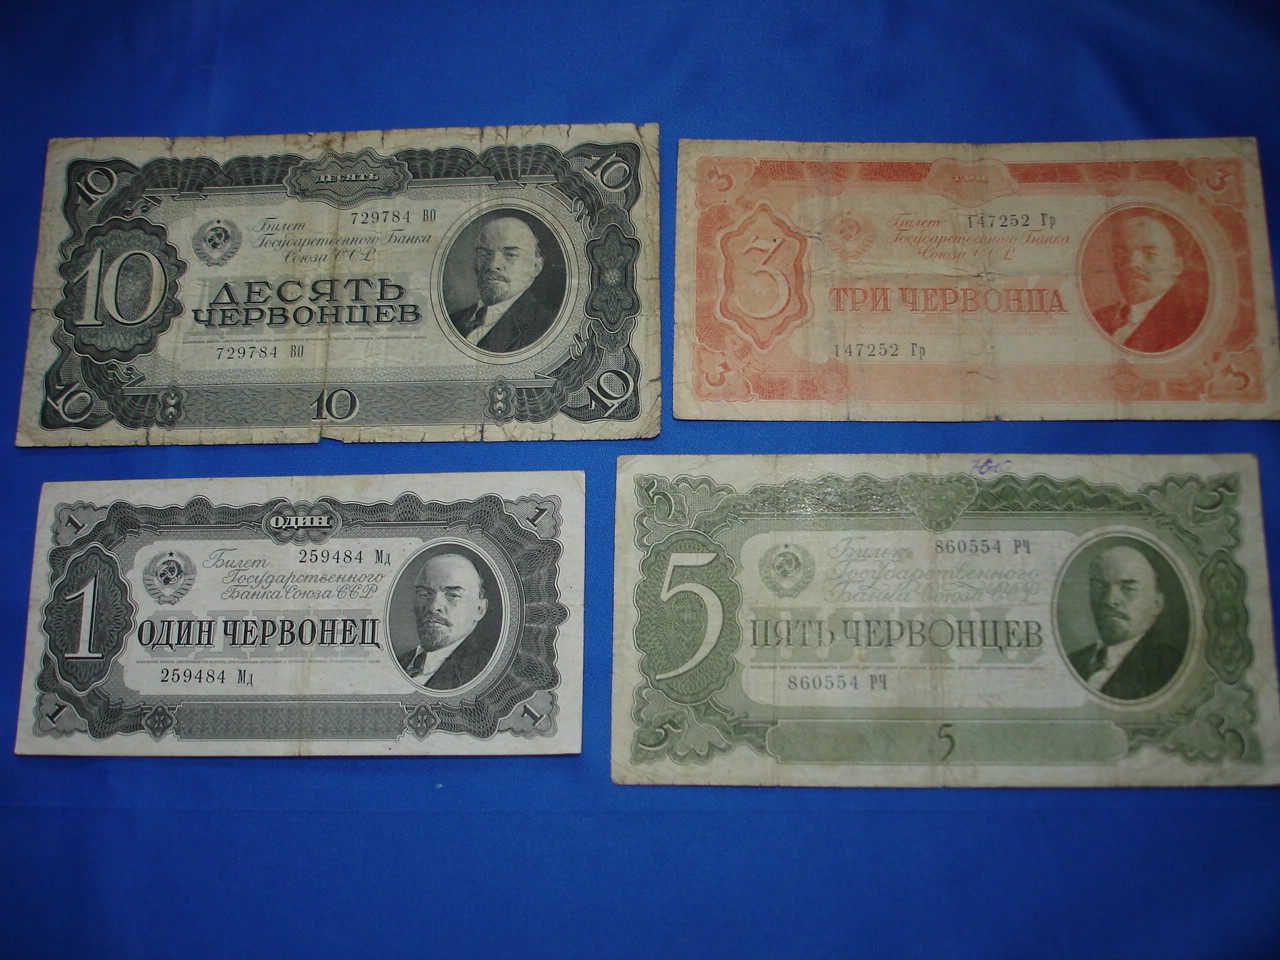 10
10
ДЕСЯТЬ
729784 ВО
Билет
Государственного Банка
Союза ССР
10
ДЕСЯТЬ
ЧЕРВОНЦЕВ
729784 ВО
10
10
10
3
3
ТРИ
147252 Гр
Билет
Государственного Банка
Союза ССР
3
ТРИ ЧЕРВОНЦА
147252 Гр
3
3
1
1
ОДИН
259484 Мд
Билет
Государственного
Банка Союза ССР
1
ОДИН ЧЕРВОНЕЦ
259484 Мд
1
1
5
5
860554 РЧ
Билет
Государственного
Банка Союза ССР
5
ПЯТЬ ЧЕРВОНЦЕВ
860554 РЧ
5
5
5